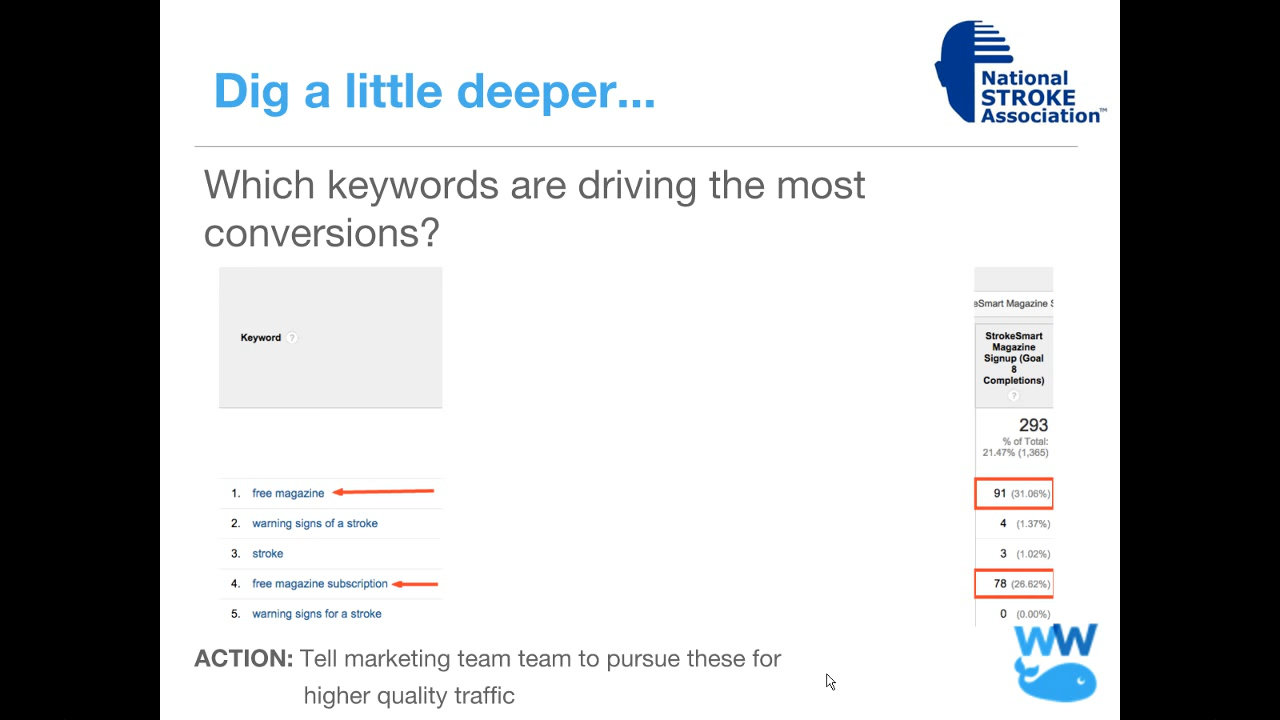 Dig a little deeper...
National
STROKE
Association™
Which keywords are driving the most
conversions?
eSmart Magazine S
Keyword ?
StrokeSmart
Magazine
Signup (Goal
8
Completions)
?
293
% of Total:
21.47% (1,365)
1. free magazine 91 (31.06%)
2. warning signs of a stroke 4 (1.37%)
3. stroke 3 (1.02%)
4. free magazine subscription 78 (26.62%)
5. warning signs for a stroke 0 (0.00%)
ACTION: Tell marketing team team to pursue these for
higher quality traffic
WW